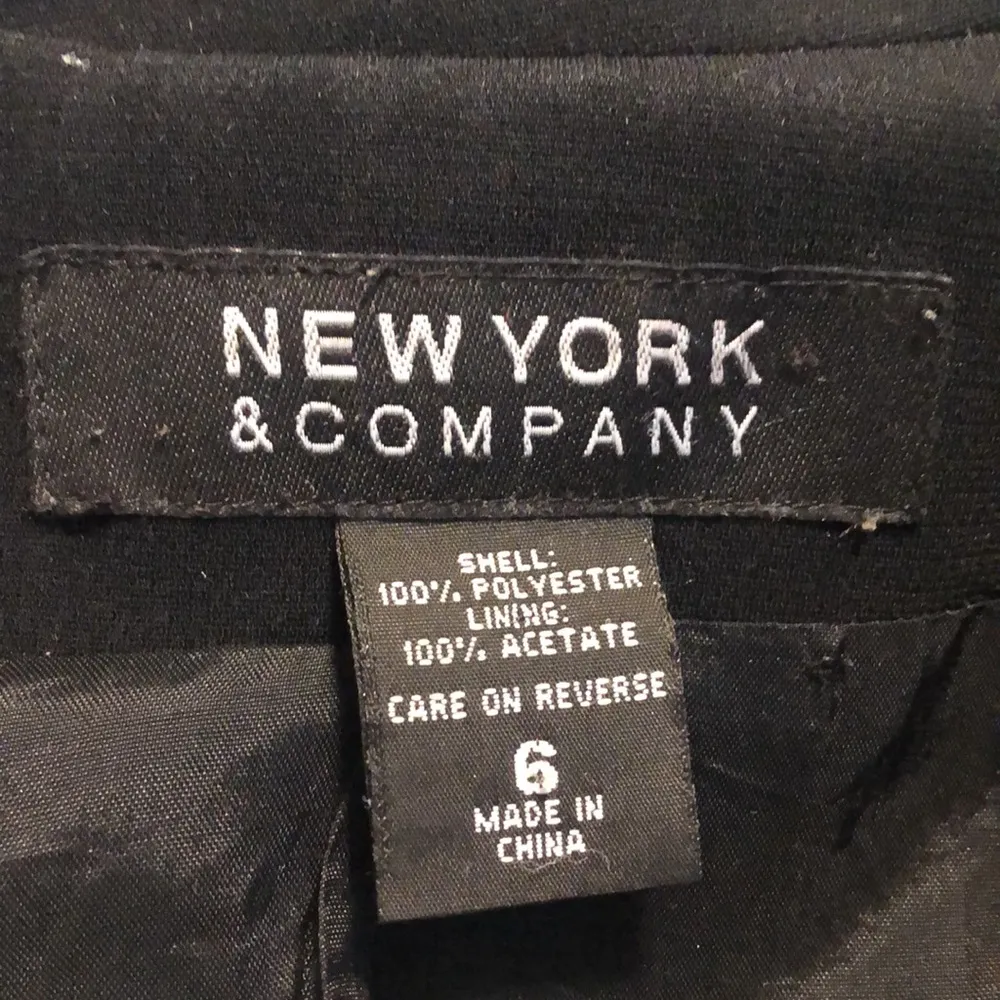 NEW YORK
& COMPANY
SHELL:
100% POLYESTER
LINING:
100% ACETATE
CARE ON REVERSE
6
MADE IN
CHINA